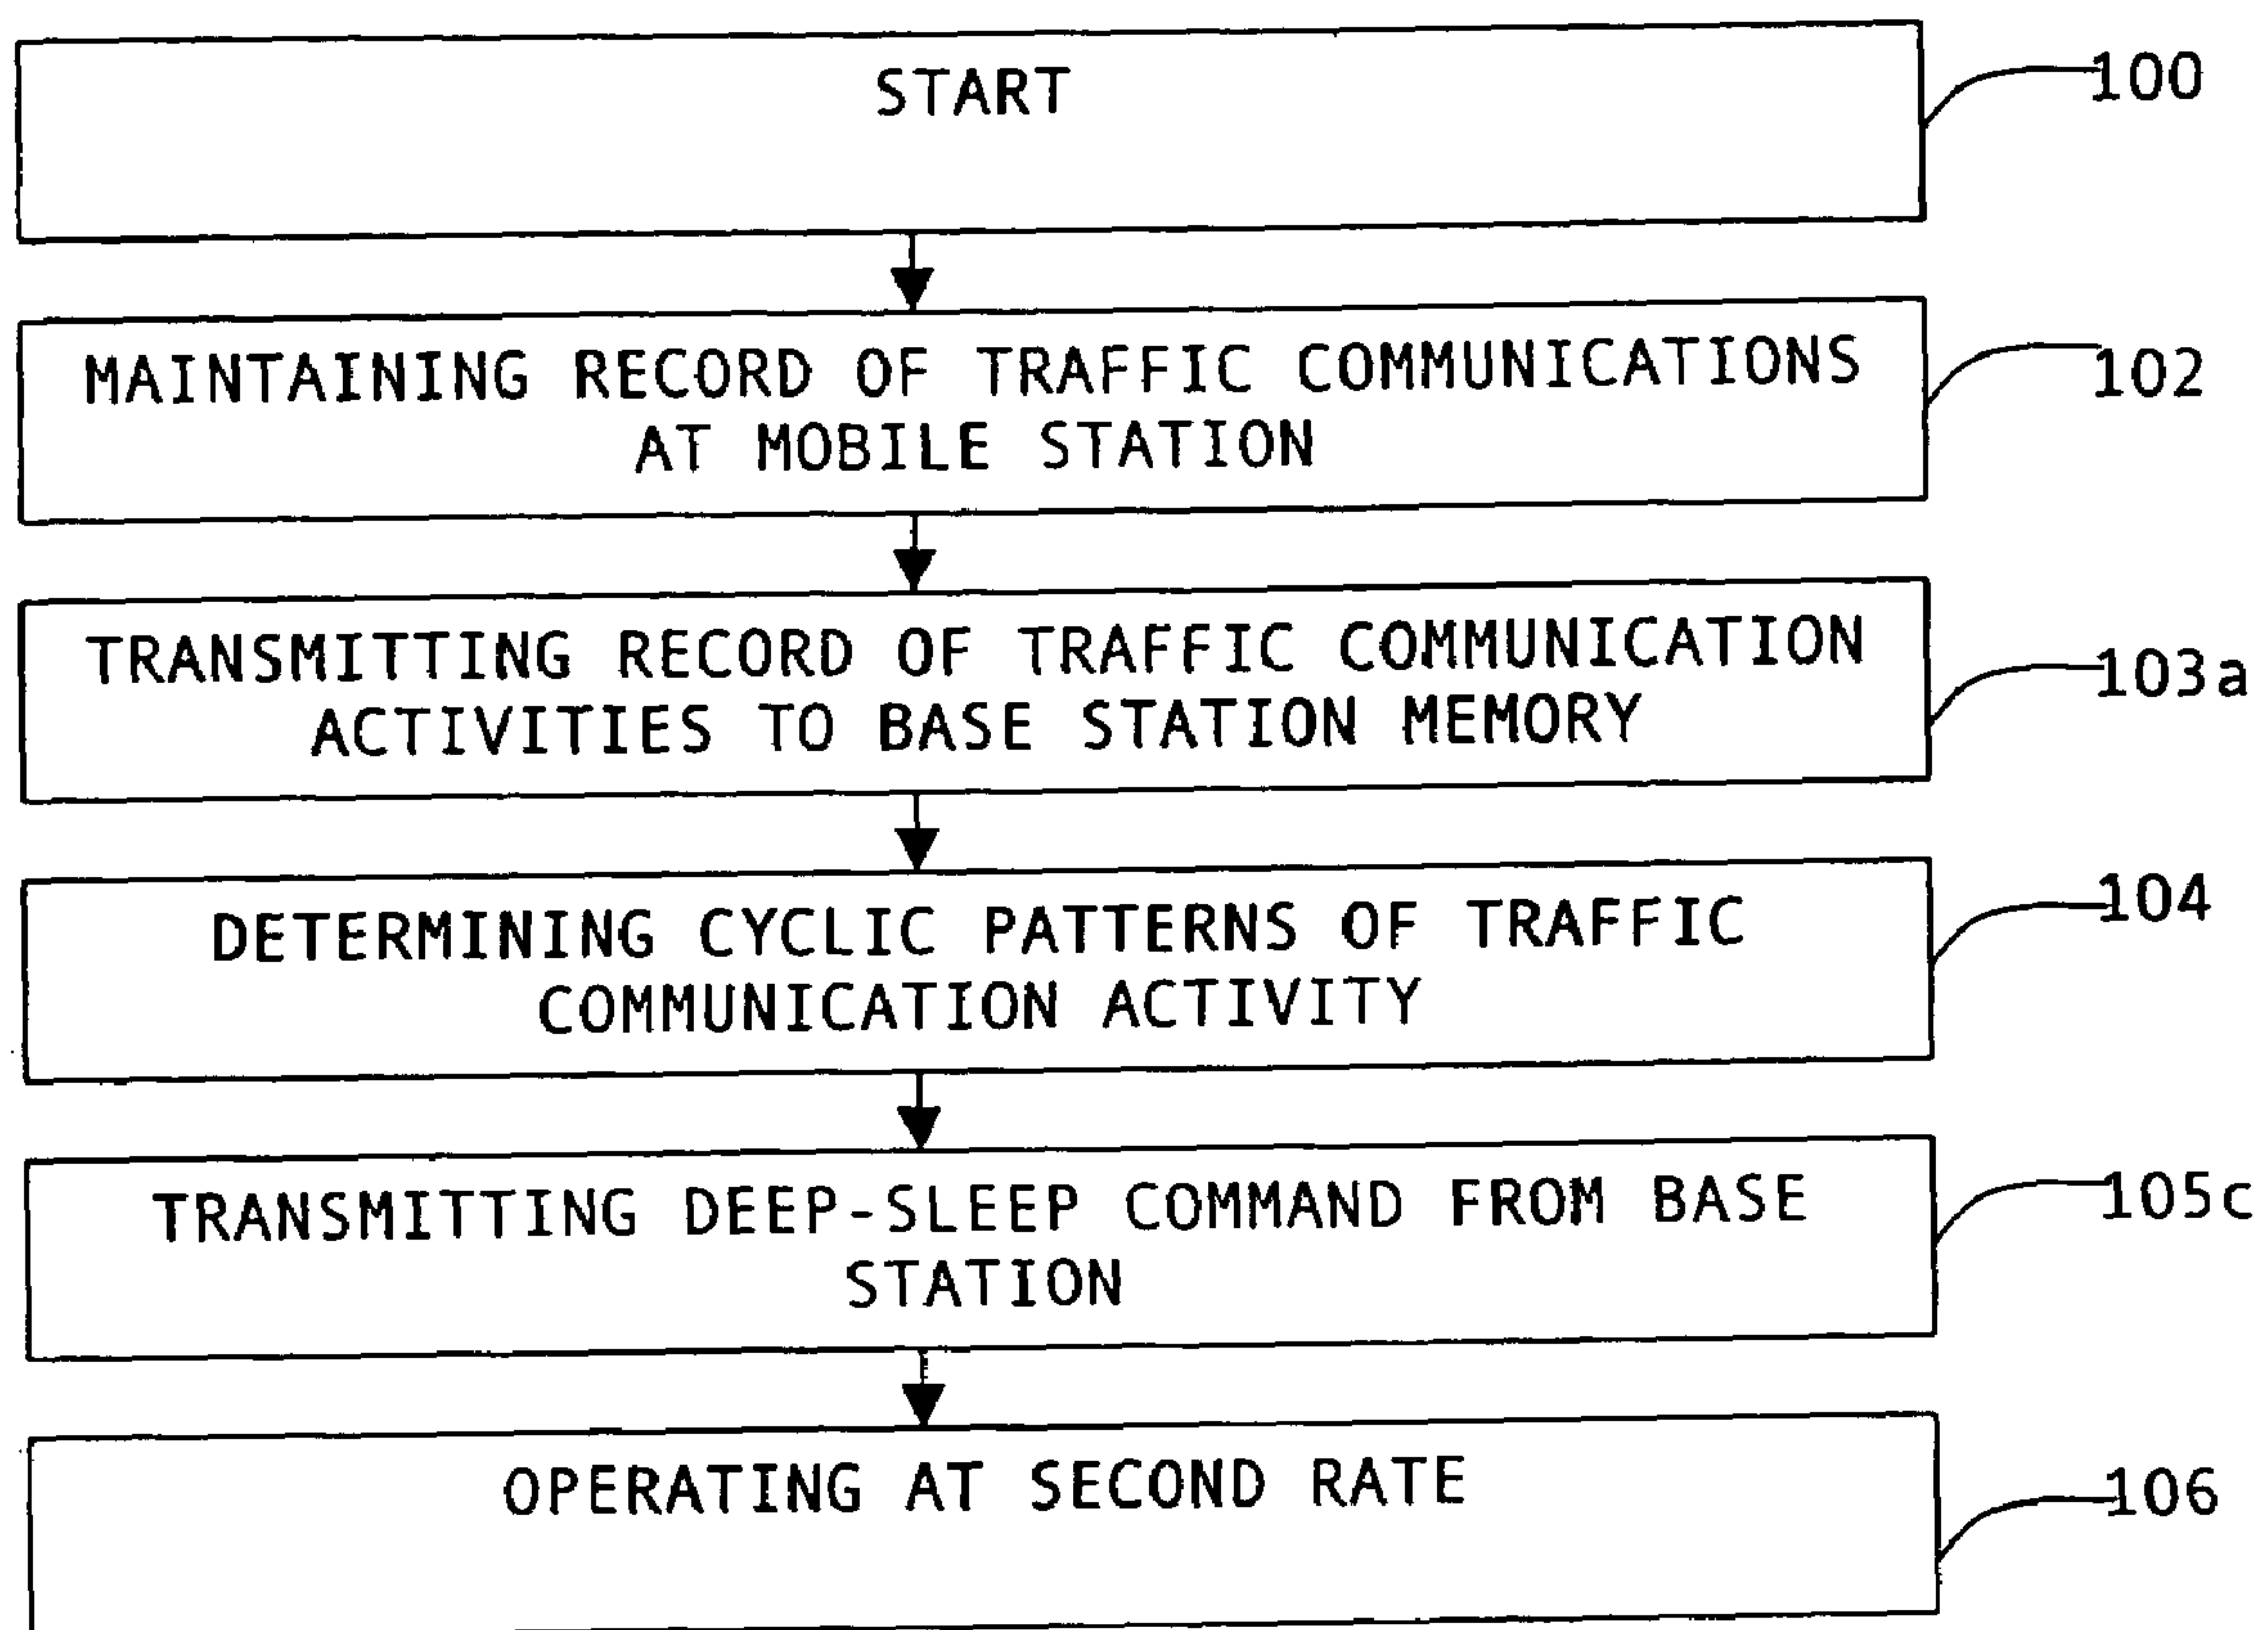 START
100
MAINTAINING RECORD OF TRAFFIC COMMUNICATIONS
AT MOBILE STATION
102
TRANSMITTING RECORD OF TRAFFIC COMMUNICATION
ACTIVITIES TO BASE STATION MEMORY
103a
DETERMINING CYCLIC PATTERNS OF TRAFFIC
COMMUNICATION ACTIVITY
104
TRANSMITTING DEEP-SLEEP COMMAND FROM BASE
STATION
105c
OPERATING AT SECOND RATE
106